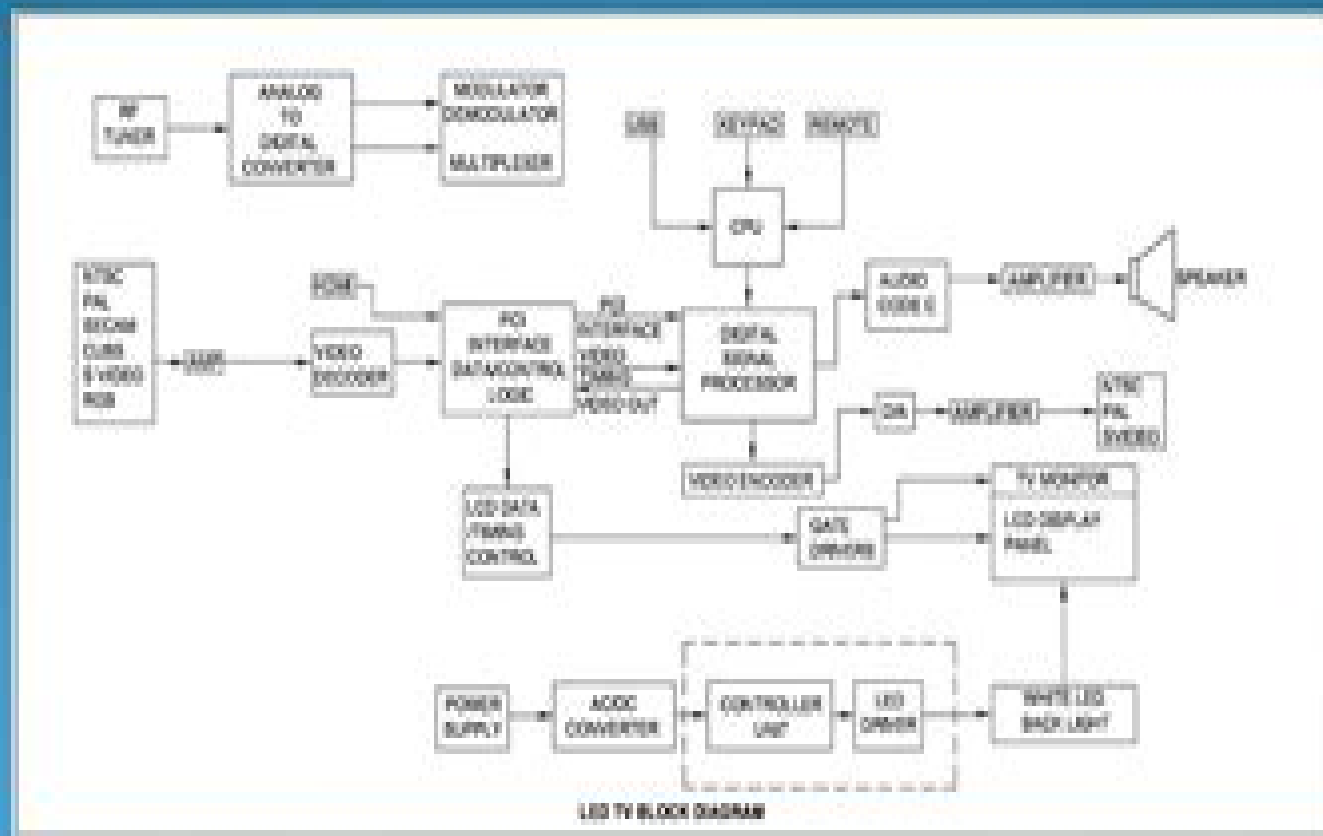 RF
TUNER
ANALOG
TO
DIGITAL
CONVERTER
MODULATOR
DEMODULATOR
MULTIPLEXER
USB
KEYPAD
REMOTE
CPU
NTSC
PAL
SECAM
S VIDEO
RGB
AMP
VIDEO
DECODER
PCI
INTERFACE
DATA/CONTROL
LOGIC
PCI
INTERFACE
VIDEO
TIMING
VIDEO OUT
DIGITAL
SIGNAL
PROCESSOR
AUDIO
CODE C
AMPLIFIER
SPEAKER
VIDEO ENCODER
D/A
AMPLIFIER
NTSC
PAL
SVIDEO
LCD DATA
/TIMING
CONTROL
GATE
DRIVERS
TV MONITOR
LCD DISPLAY
PANEL
POWER
SUPPLY
AC/DC
CONVERTER
CONTROLLER
UNIT
LED
DRIVER
WHITE LED
BACK LIGHT
LED TV BLOCK DIAGRAM